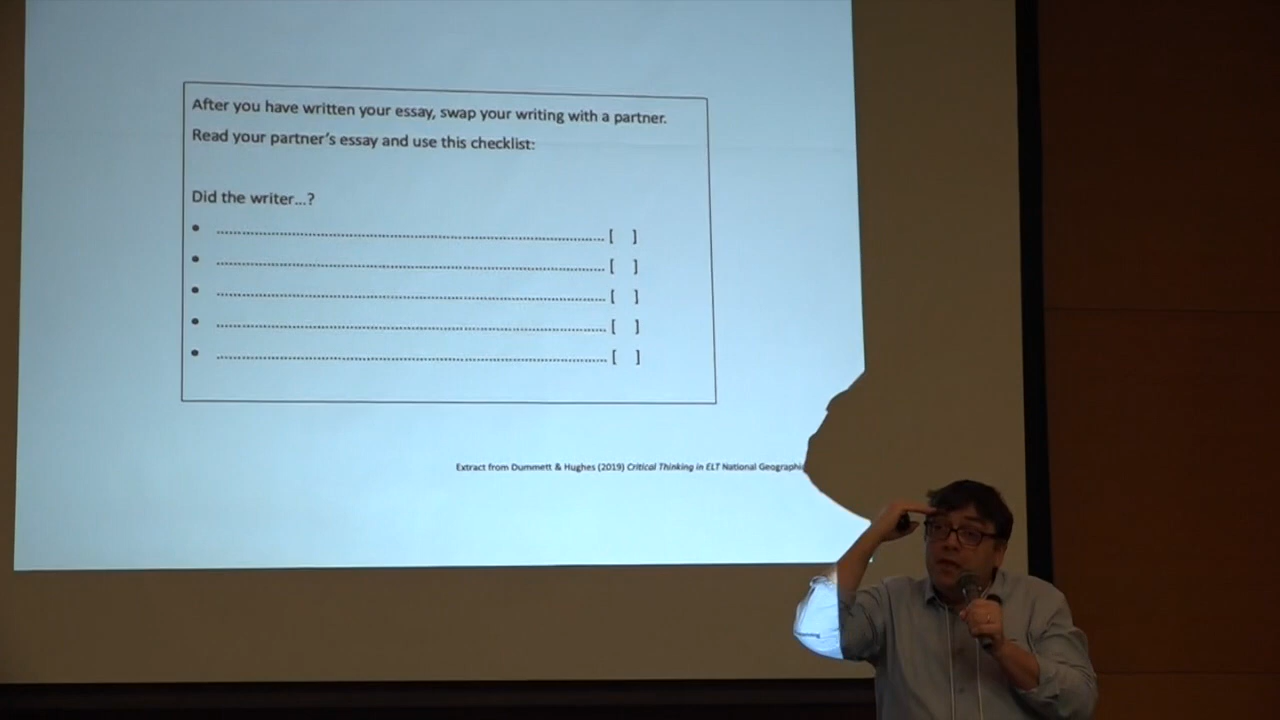 After you have written your essay, swap your writing with a partner.
Read your partner's essay and use this checklist:
Did the writer...?
• ........................................................................................ [ ]
• ........................................................................................ [ ]
• ........................................................................................ [ ]
• ........................................................................................ [ ]
• ........................................................................................ [ ]
Extract from Dummett & Hughes (2019) Critical Thinking in ELT National Geographi